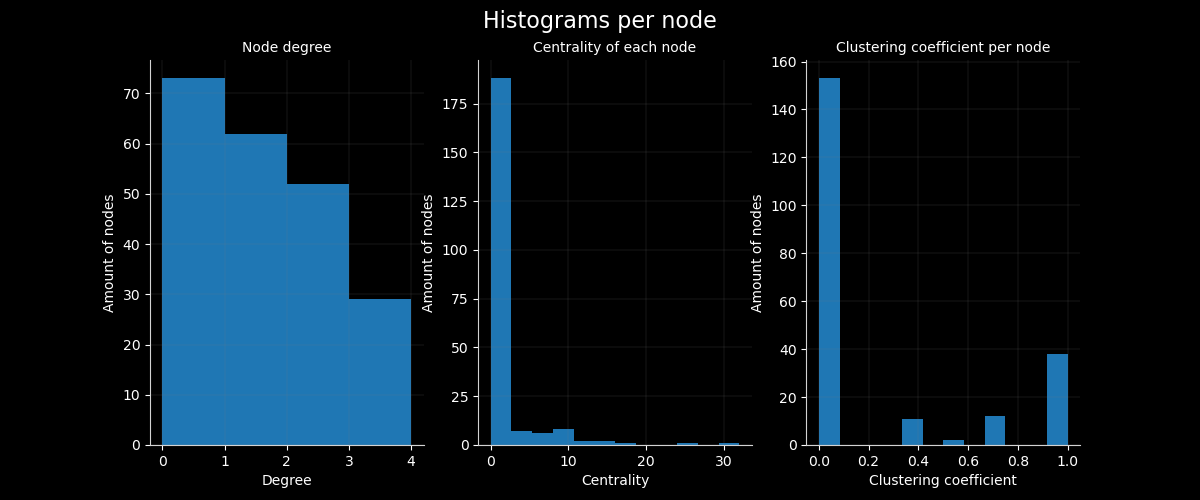 Histograms per node
Node degree
Amount of nodes
70
60
50
40
30
20
10
0
0 1 2 3 4
Degree
Centrality of each node
Amount of nodes
175
150
125
100
75
50
25
0
0 10 20 30
Centrality
Clustering coefficient per node
Amount of nodes
160
140
120
100
80
60
40
20
0
0.0 0.2 0.4 0.6 0.8 1.0
Clustering coefficient